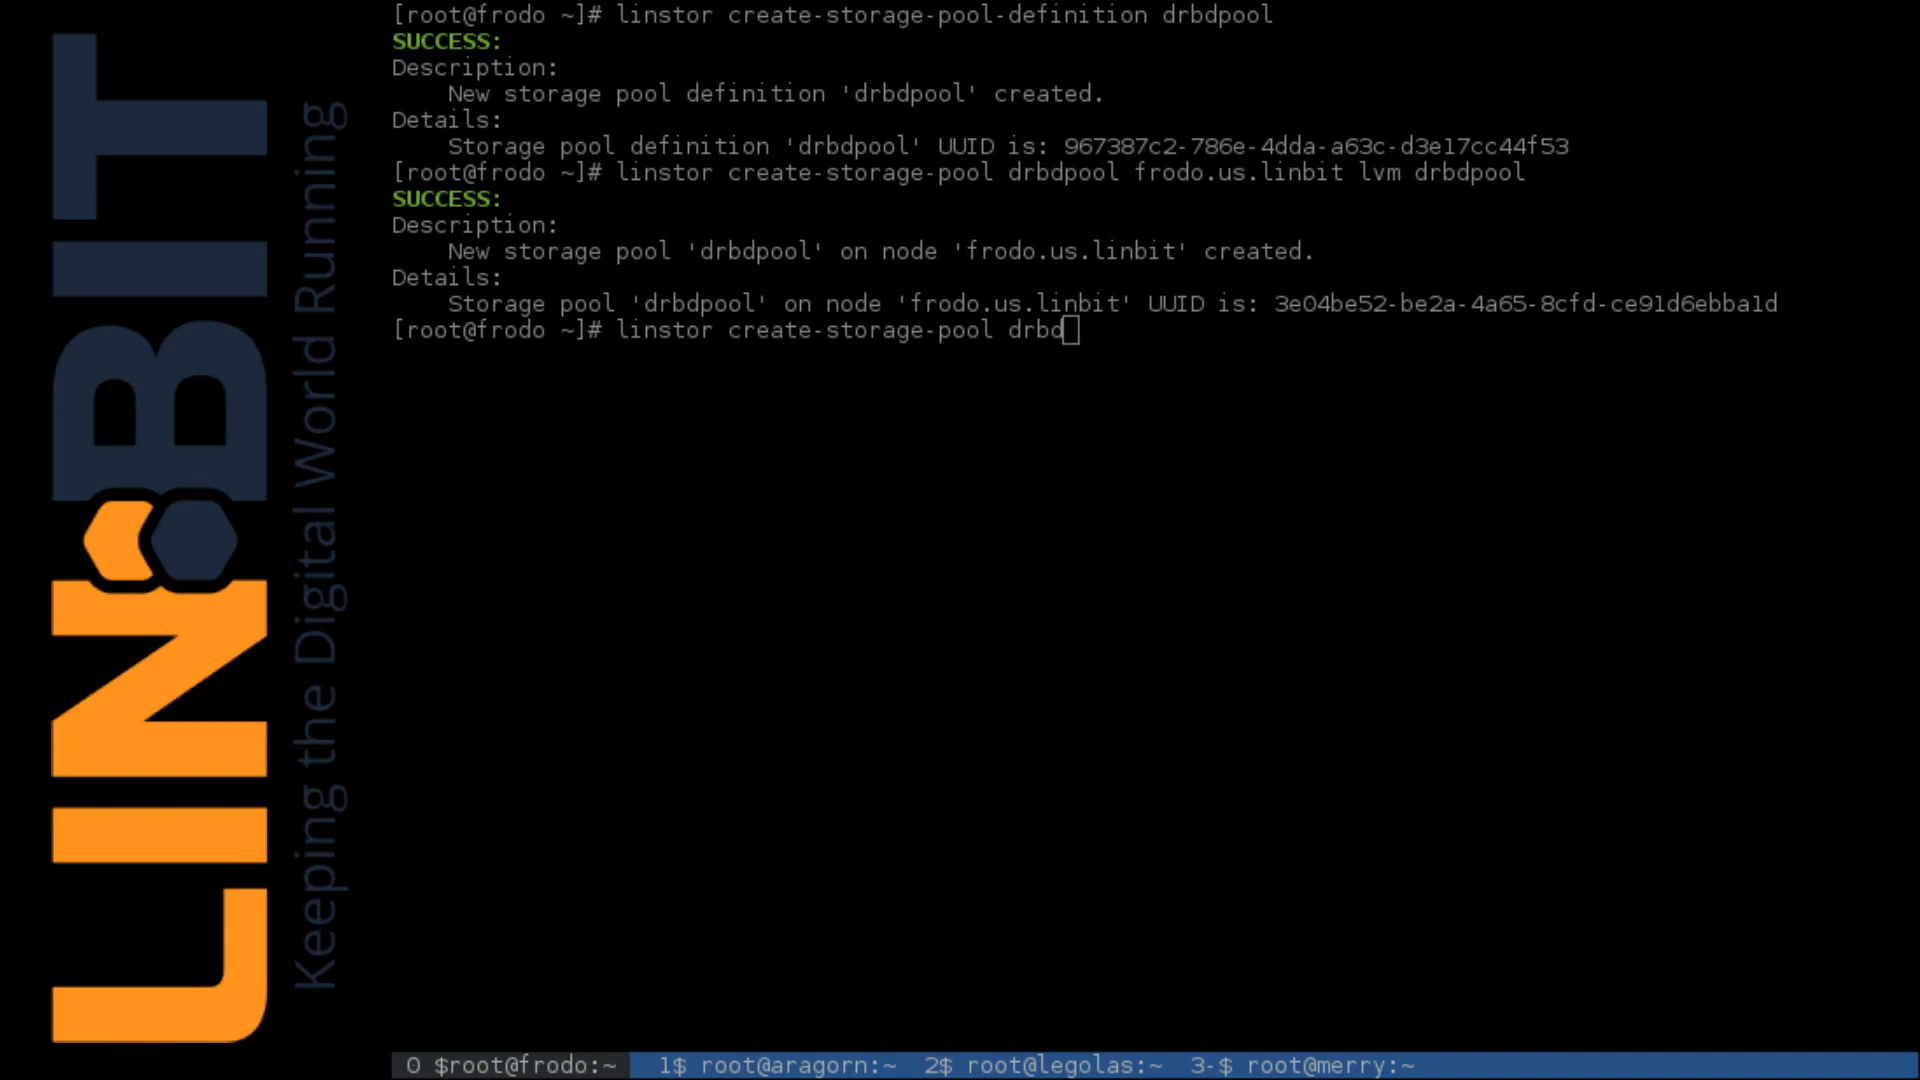 LINBIT
Keeping the Digital World Running
[root@frodo ~]# linstor create-storage-pool-definition drbdpool
SUCCESS:
Description:
    New storage pool definition 'drbdpool' created.
Details:
    Storage pool definition 'drbdpool' UUID is: 967387c2-786e-4dda-a63c-d3e17cc44f53
[root@frodo ~]# linstor create-storage-pool drbdpool frodo.us.linbit lvm drbdpool
SUCCESS:
Description:
    New storage pool 'drbdpool' on node 'frodo.us.linbit' created.
Details:
    Storage pool 'drbdpool' on node 'frodo.us.linbit' UUID is: 3e04be52-be2a-4a65-8cfd-ce91d6ebba1d
[root@frodo ~]# linstor create-storage-pool drbd
0 $root@frodo:~  1$ root@aragorn:~  2$ root@legolas:~  3-$ root@merry:~